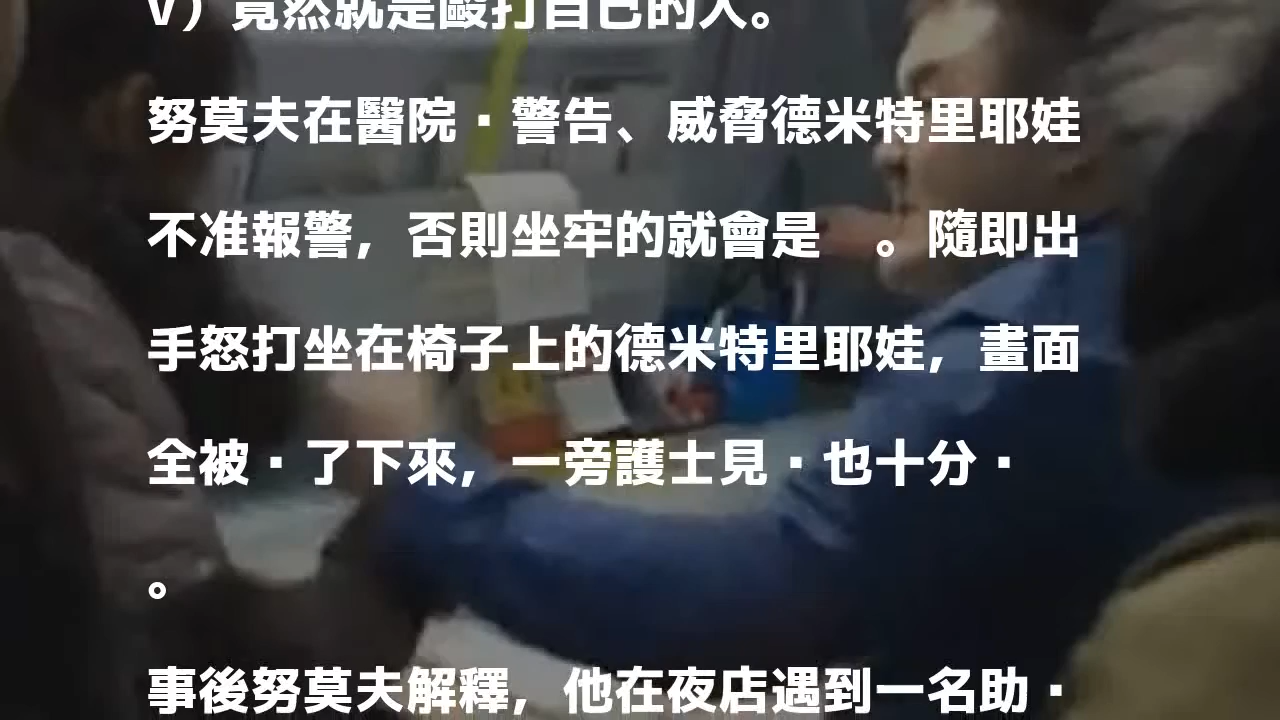 V）竟然就是毆打自己的人。
努莫夫在醫院·警告、威脅德米特里耶娃
不准報警，否則坐牢的就會是　。隨即出
手怒打坐在椅子上的德米特里耶娃，畫面
全被·了下來，一旁護士見·也十分·
。
事後努莫夫解釋，他在夜店遇到一名助·